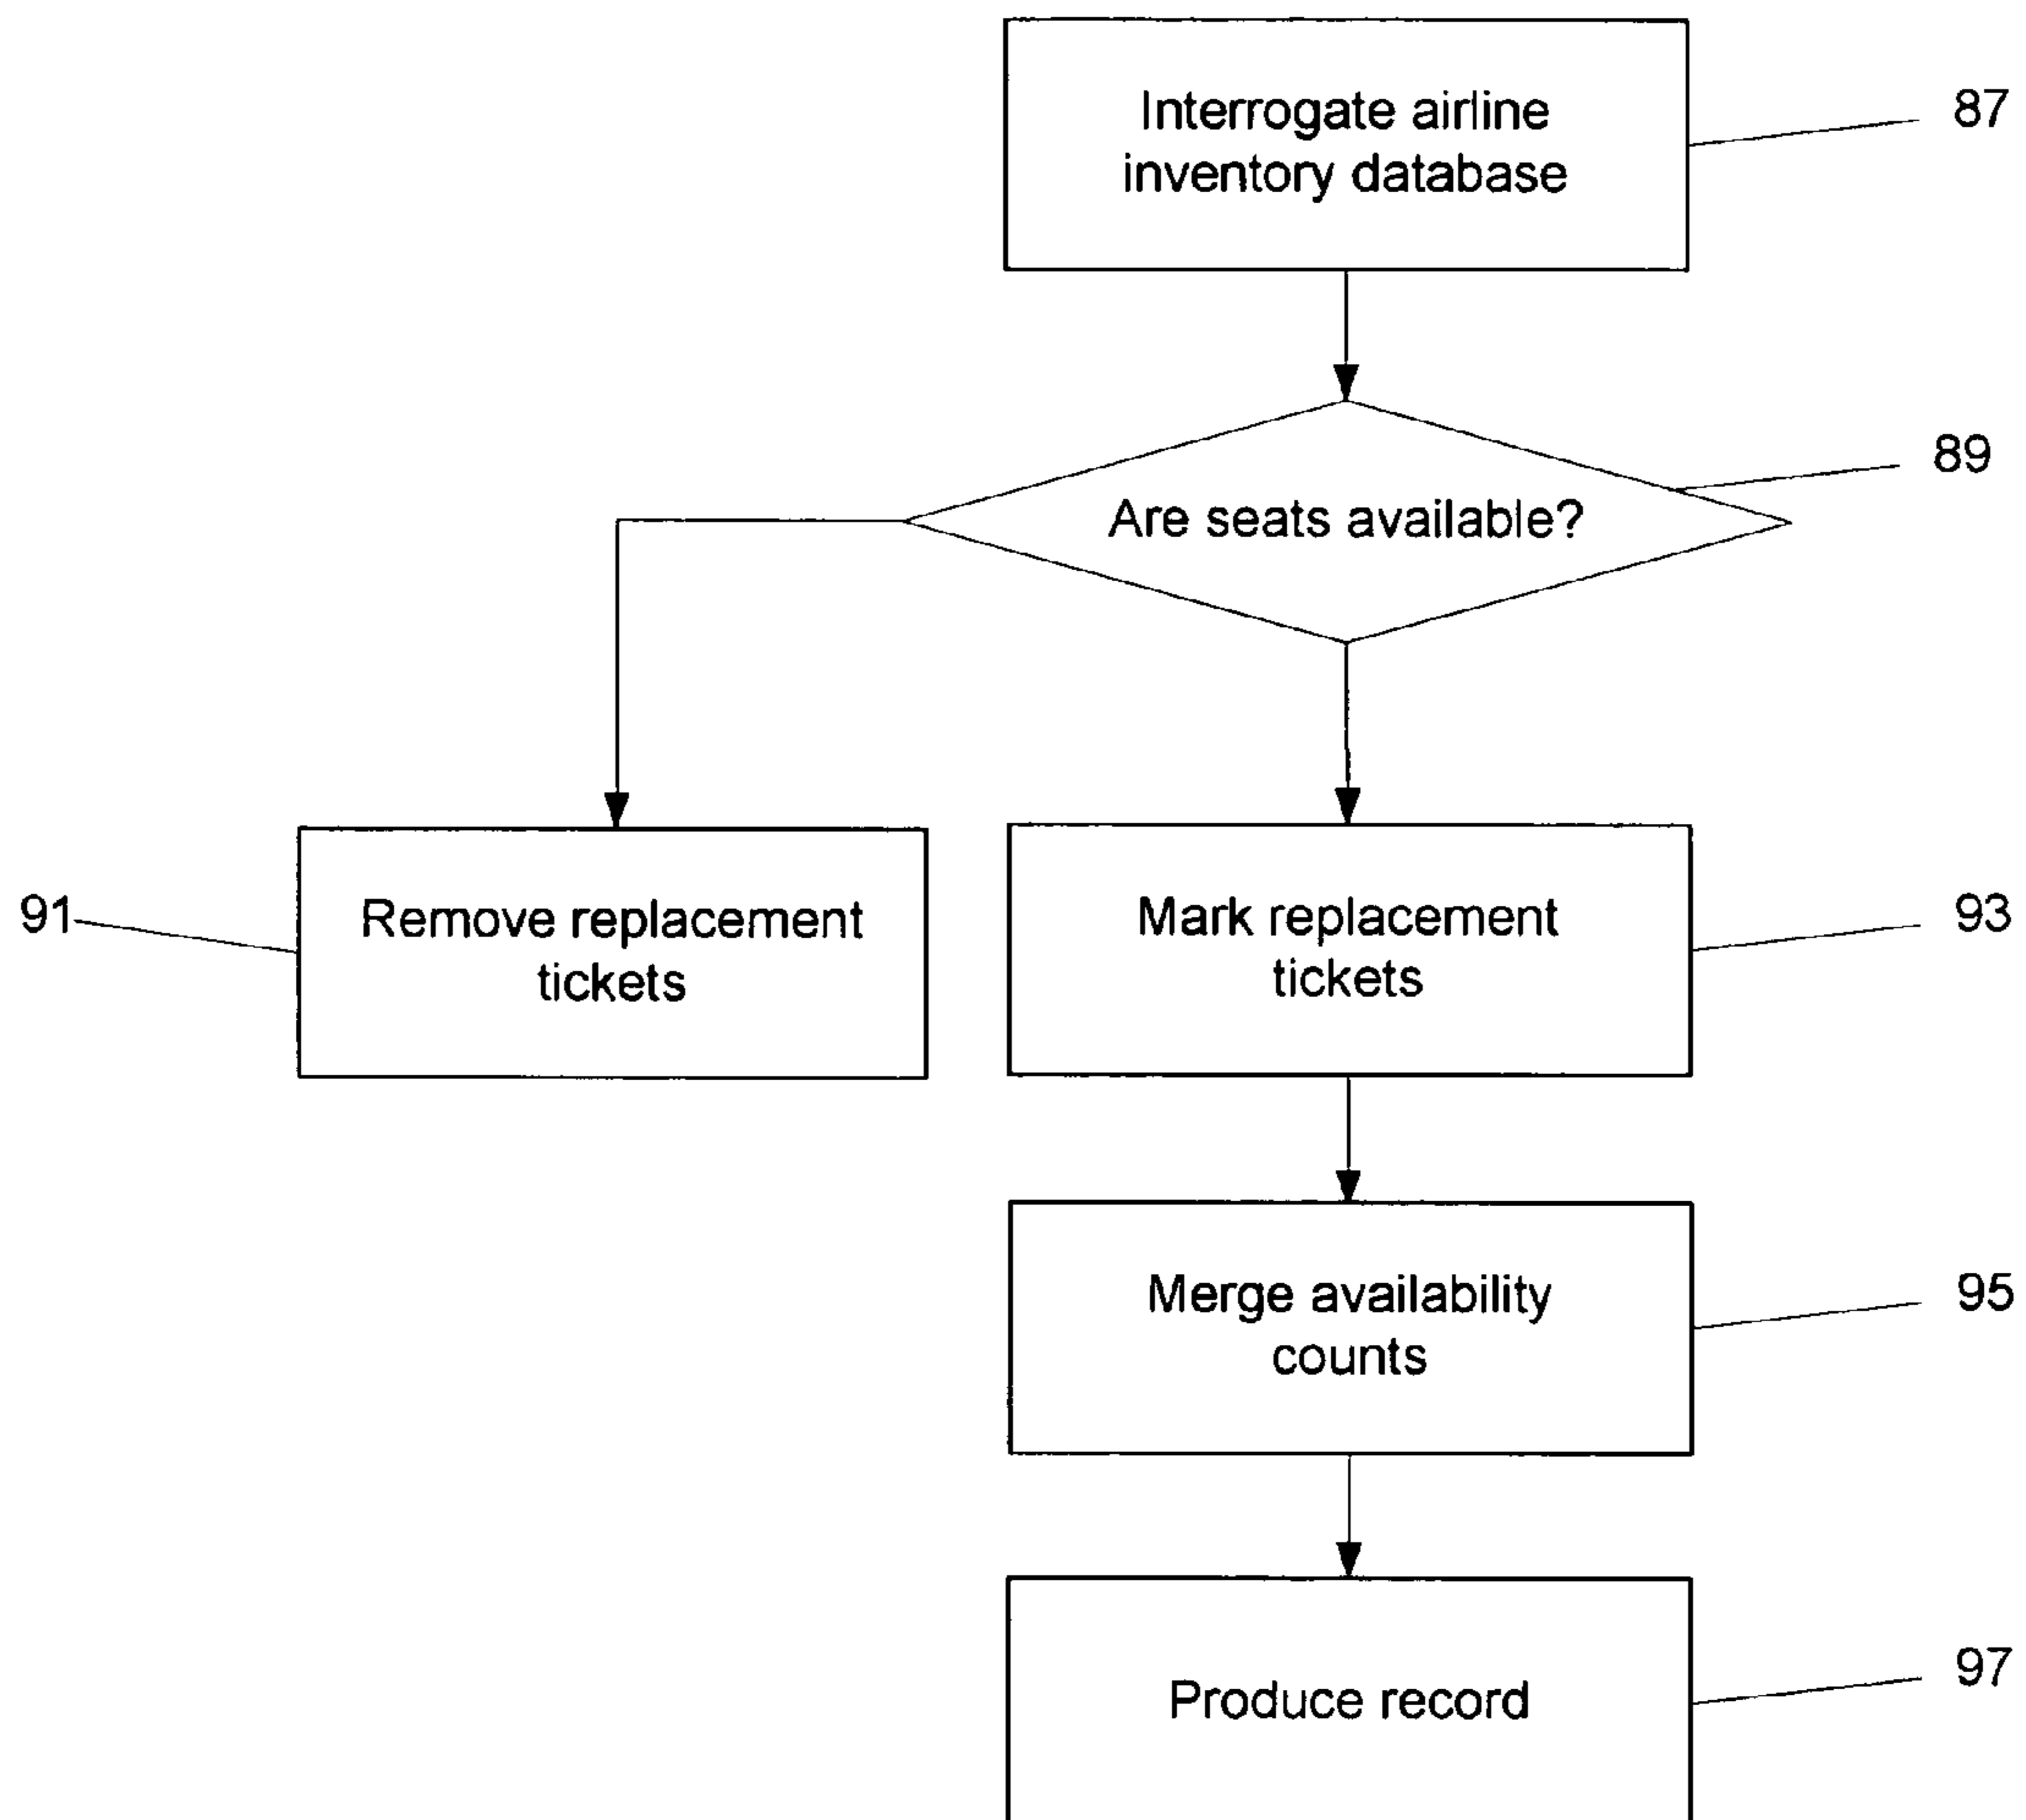 Interrogate airline
inventory database
87
Are seats available?
89
91
Remove replacement
tickets
Mark replacement
tickets
93
Merge availability
counts
95
Produce record
97